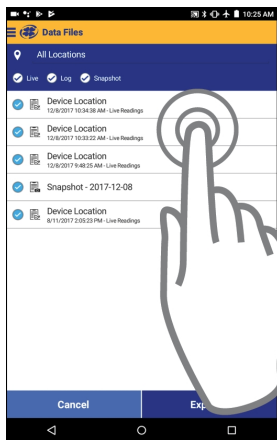 10:25 AM
Data Files
All Locations
Live Log Snapshot
Device Location
12/8/2017 10:34:38 AM - Live Readings
Device Location
12/8/2017 10:33:22 AM - Live Readings
Device Location
12/8/2017 9:48:25 AM - Live Readings
Snapshot - 2017-12-08
Device Location
8/11/2017 2:05:23 PM - Live Readings
Cancel
Exp